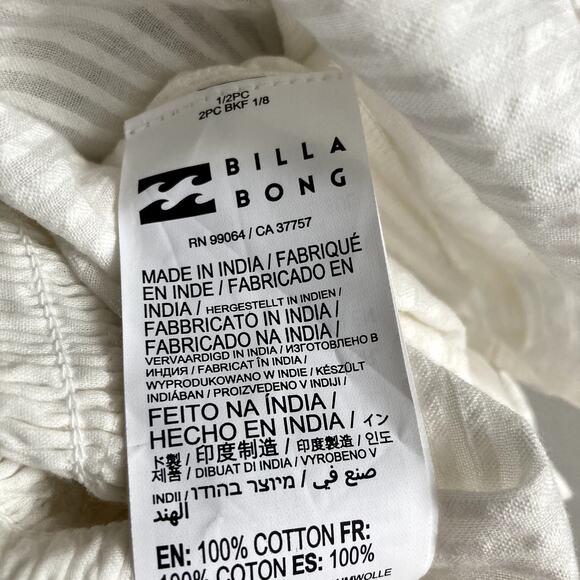 1/2PC
2PC BKF 1/8
BILLA
BONG
RN 99064 / CA 37757
MADE IN INDIA / FABRIQUÉ
EN INDE / FABRICADO EN
INDIA / HERGESTELLT IN INDIEN /
FABBRICATO IN INDIA /
FABRICADO NA INDIA /
VERVAARDIGD IN INDIA / ИЗГОТОВЛЕНО В
ИНДИЯ / FABRICAT ÎN INDIA /
WYPRODUKOWANO W INDIE / KÉSZÜLT
INDIÁBAN / PROIZVEDENO V INDIJI /
FEITO NA ÍNDIA /
HECHO EN INDIA / イン
ド製 / 印度制造 / 印度製造 / 인도
제품 / DIBUAT DI INDIA / VYROBENO V
INDII / מיוצר בהודו / صنع في
الهند
EN: 100% COTTON FR:
100% COTON ES: 100%